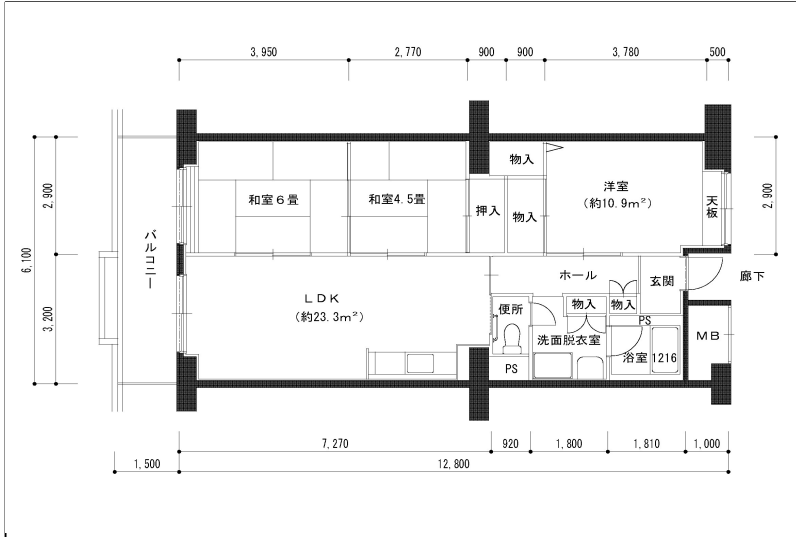 3,950 2,770 900 900 3,780 500
物入
和室6畳 和室4.5畳 押入 物入 洋室
(約10.9m²) 天板
2,900 2,900
バルコニー
6,100
3,200
ホール 玄関 廊下
LDK
(約23.3m²)
便所 物入 物入
PS
洗面脱衣室 浴室 1216
MB
PS
7,270 920 1,800 1,810 1,000
1,500 12,800